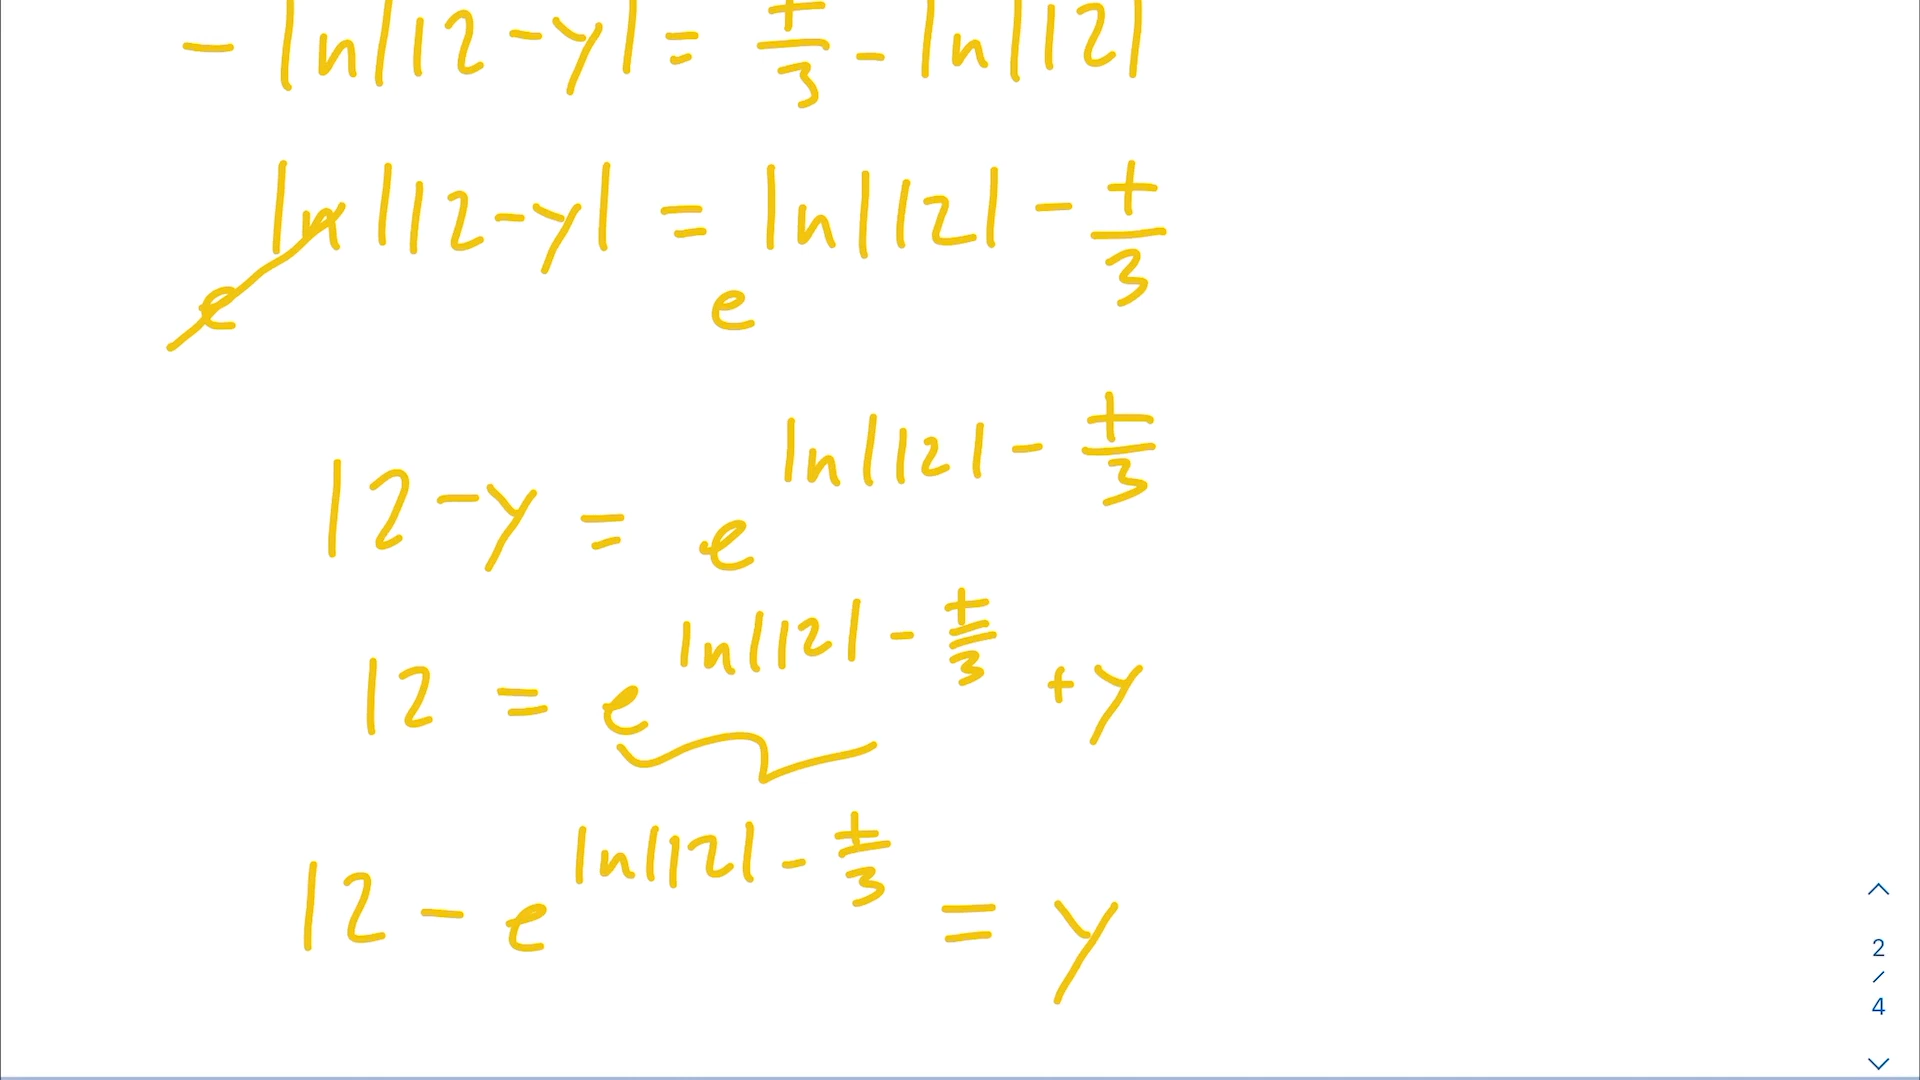 - ln|12-y| = t/3 - ln|12|
e^ln|12-y| = e^ln|12| - t/3
12-y = e^ln|12| - t/3
12 = e^ln|12| - t/3 + y
12 - e^ln|12| - t/3 = y
2
/
4